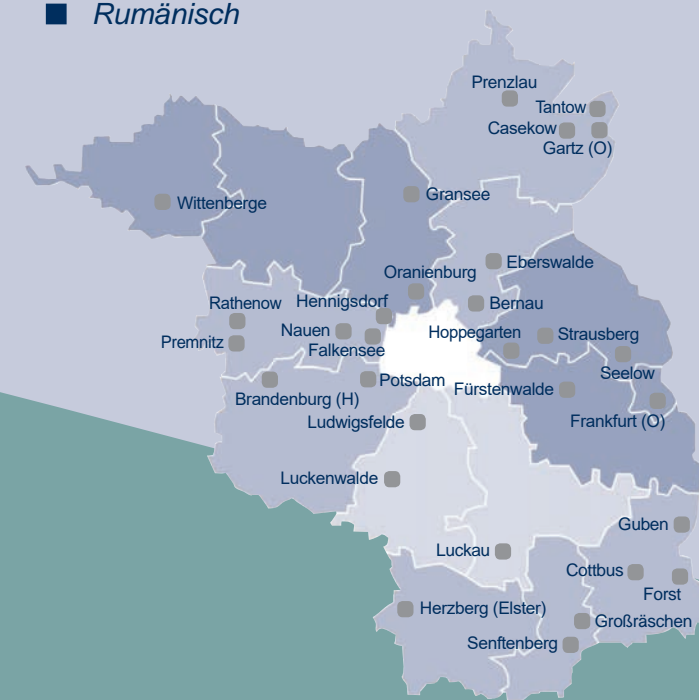 ■ Rumänisch
Prenzlau
Tantow
Casekow
Gartz (O)
Gransee
Wittenberge
Eberswalde
Oranienburg
Rathenow
Hennigsdorf
Bernau
Nauen
Hoppegarten
Strausberg
Premnitz
Falkensee
Seelow
Potsdam
Fürstenwalde
Brandenburg (H)
Frankfurt (O)
Ludwigsfelde
Luckenwalde
Guben
Luckau
Cottbus
Forst
Herzberg (Elster)
Großräschen
Senftenberg